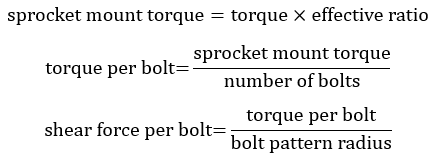 sprocket mount torque = torque × effective ratio
torque per bolt= sprocket mount torque / number of bolts
shear force per bolt= torque per bolt / bolt pattern radius